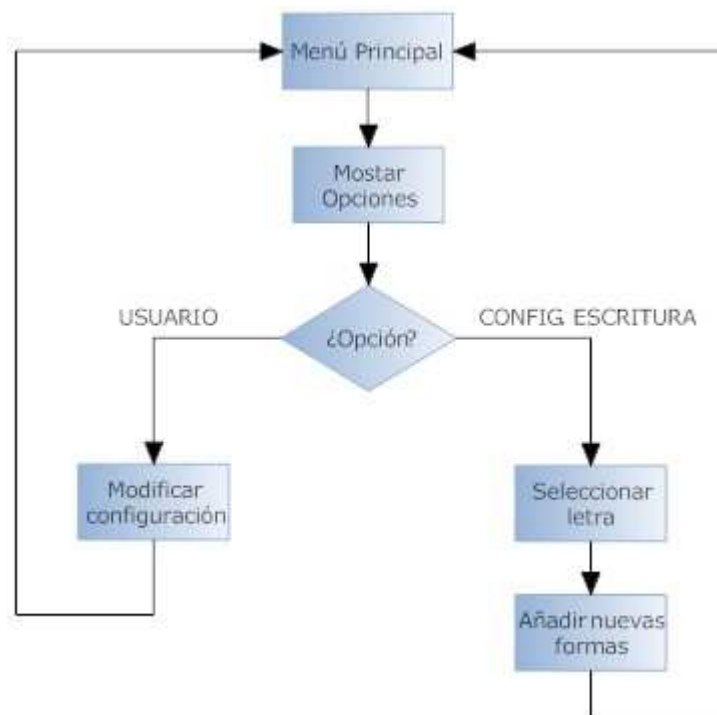 Menú Principal
Mostar
Opciones
USUARIO
¿Opción?
CONFIG. ESCRITURA
Modificar
configuración
Seleccionar
letra
Añadir nuevas
formas